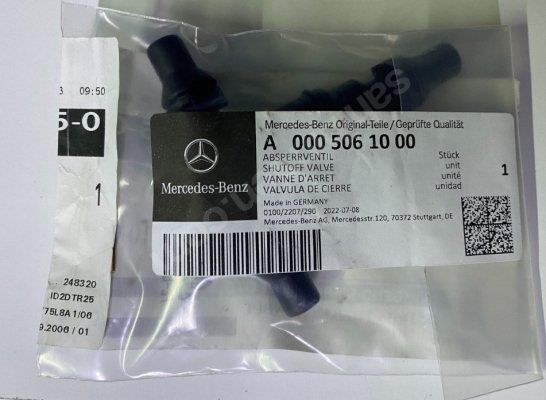 3 09:50
5-0
1
248320
ID2DTR25
75L8A1/06
9.2006 / 01
Mercedes-Benz
Mercedes-Benz Original-Teile/Geprüfte Qualität
A 000 506 10 00
ABSPERRVENTIL Stück
SHUTOFF VALVE unit
VANNE D'ARRET unité 1
VALVULA DE CIERRE unidad
Made in GERMANY
0100/2207/290 2022-07-08
Mercedes-Benz AG, Mercedesstr.120, 70372 Stuttgart, DE